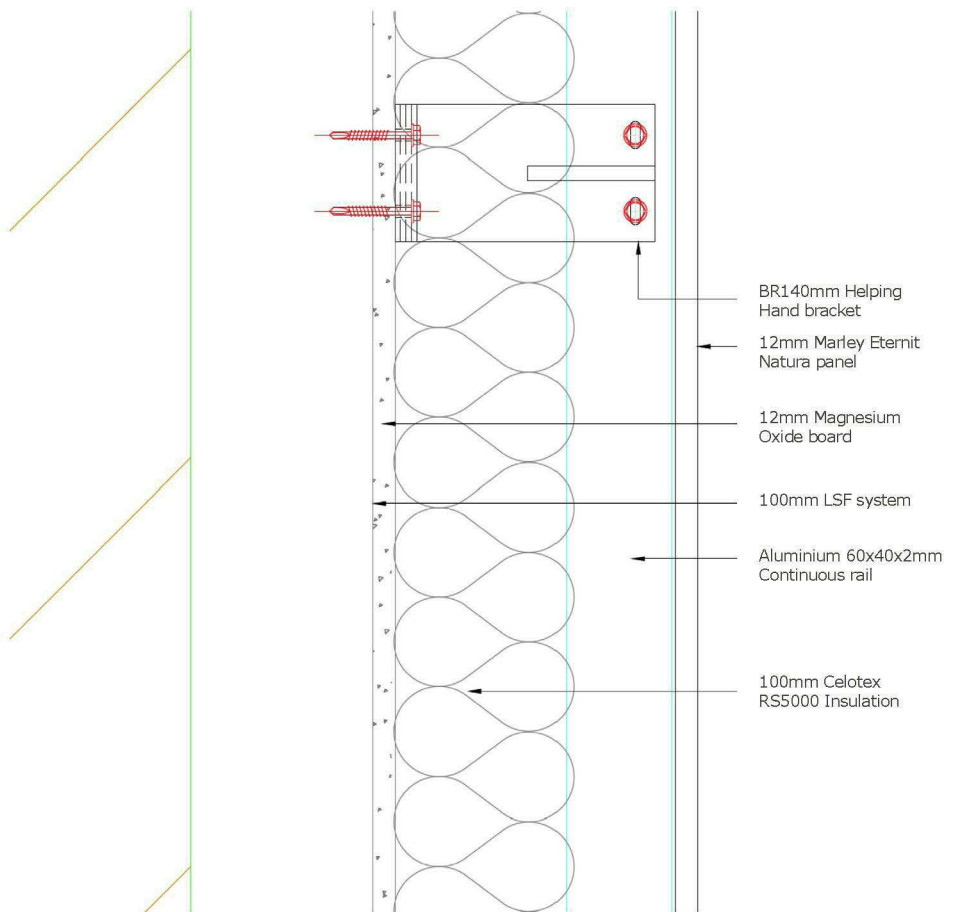 BR140mm Helping
Hand bracket
12mm Marley Eternit
Natura panel
12mm Magnesium
Oxide board
100mm LSF system
Aluminium 60x40x2mm
Continuous rail
100mm Celotex
RS5000 Insulation